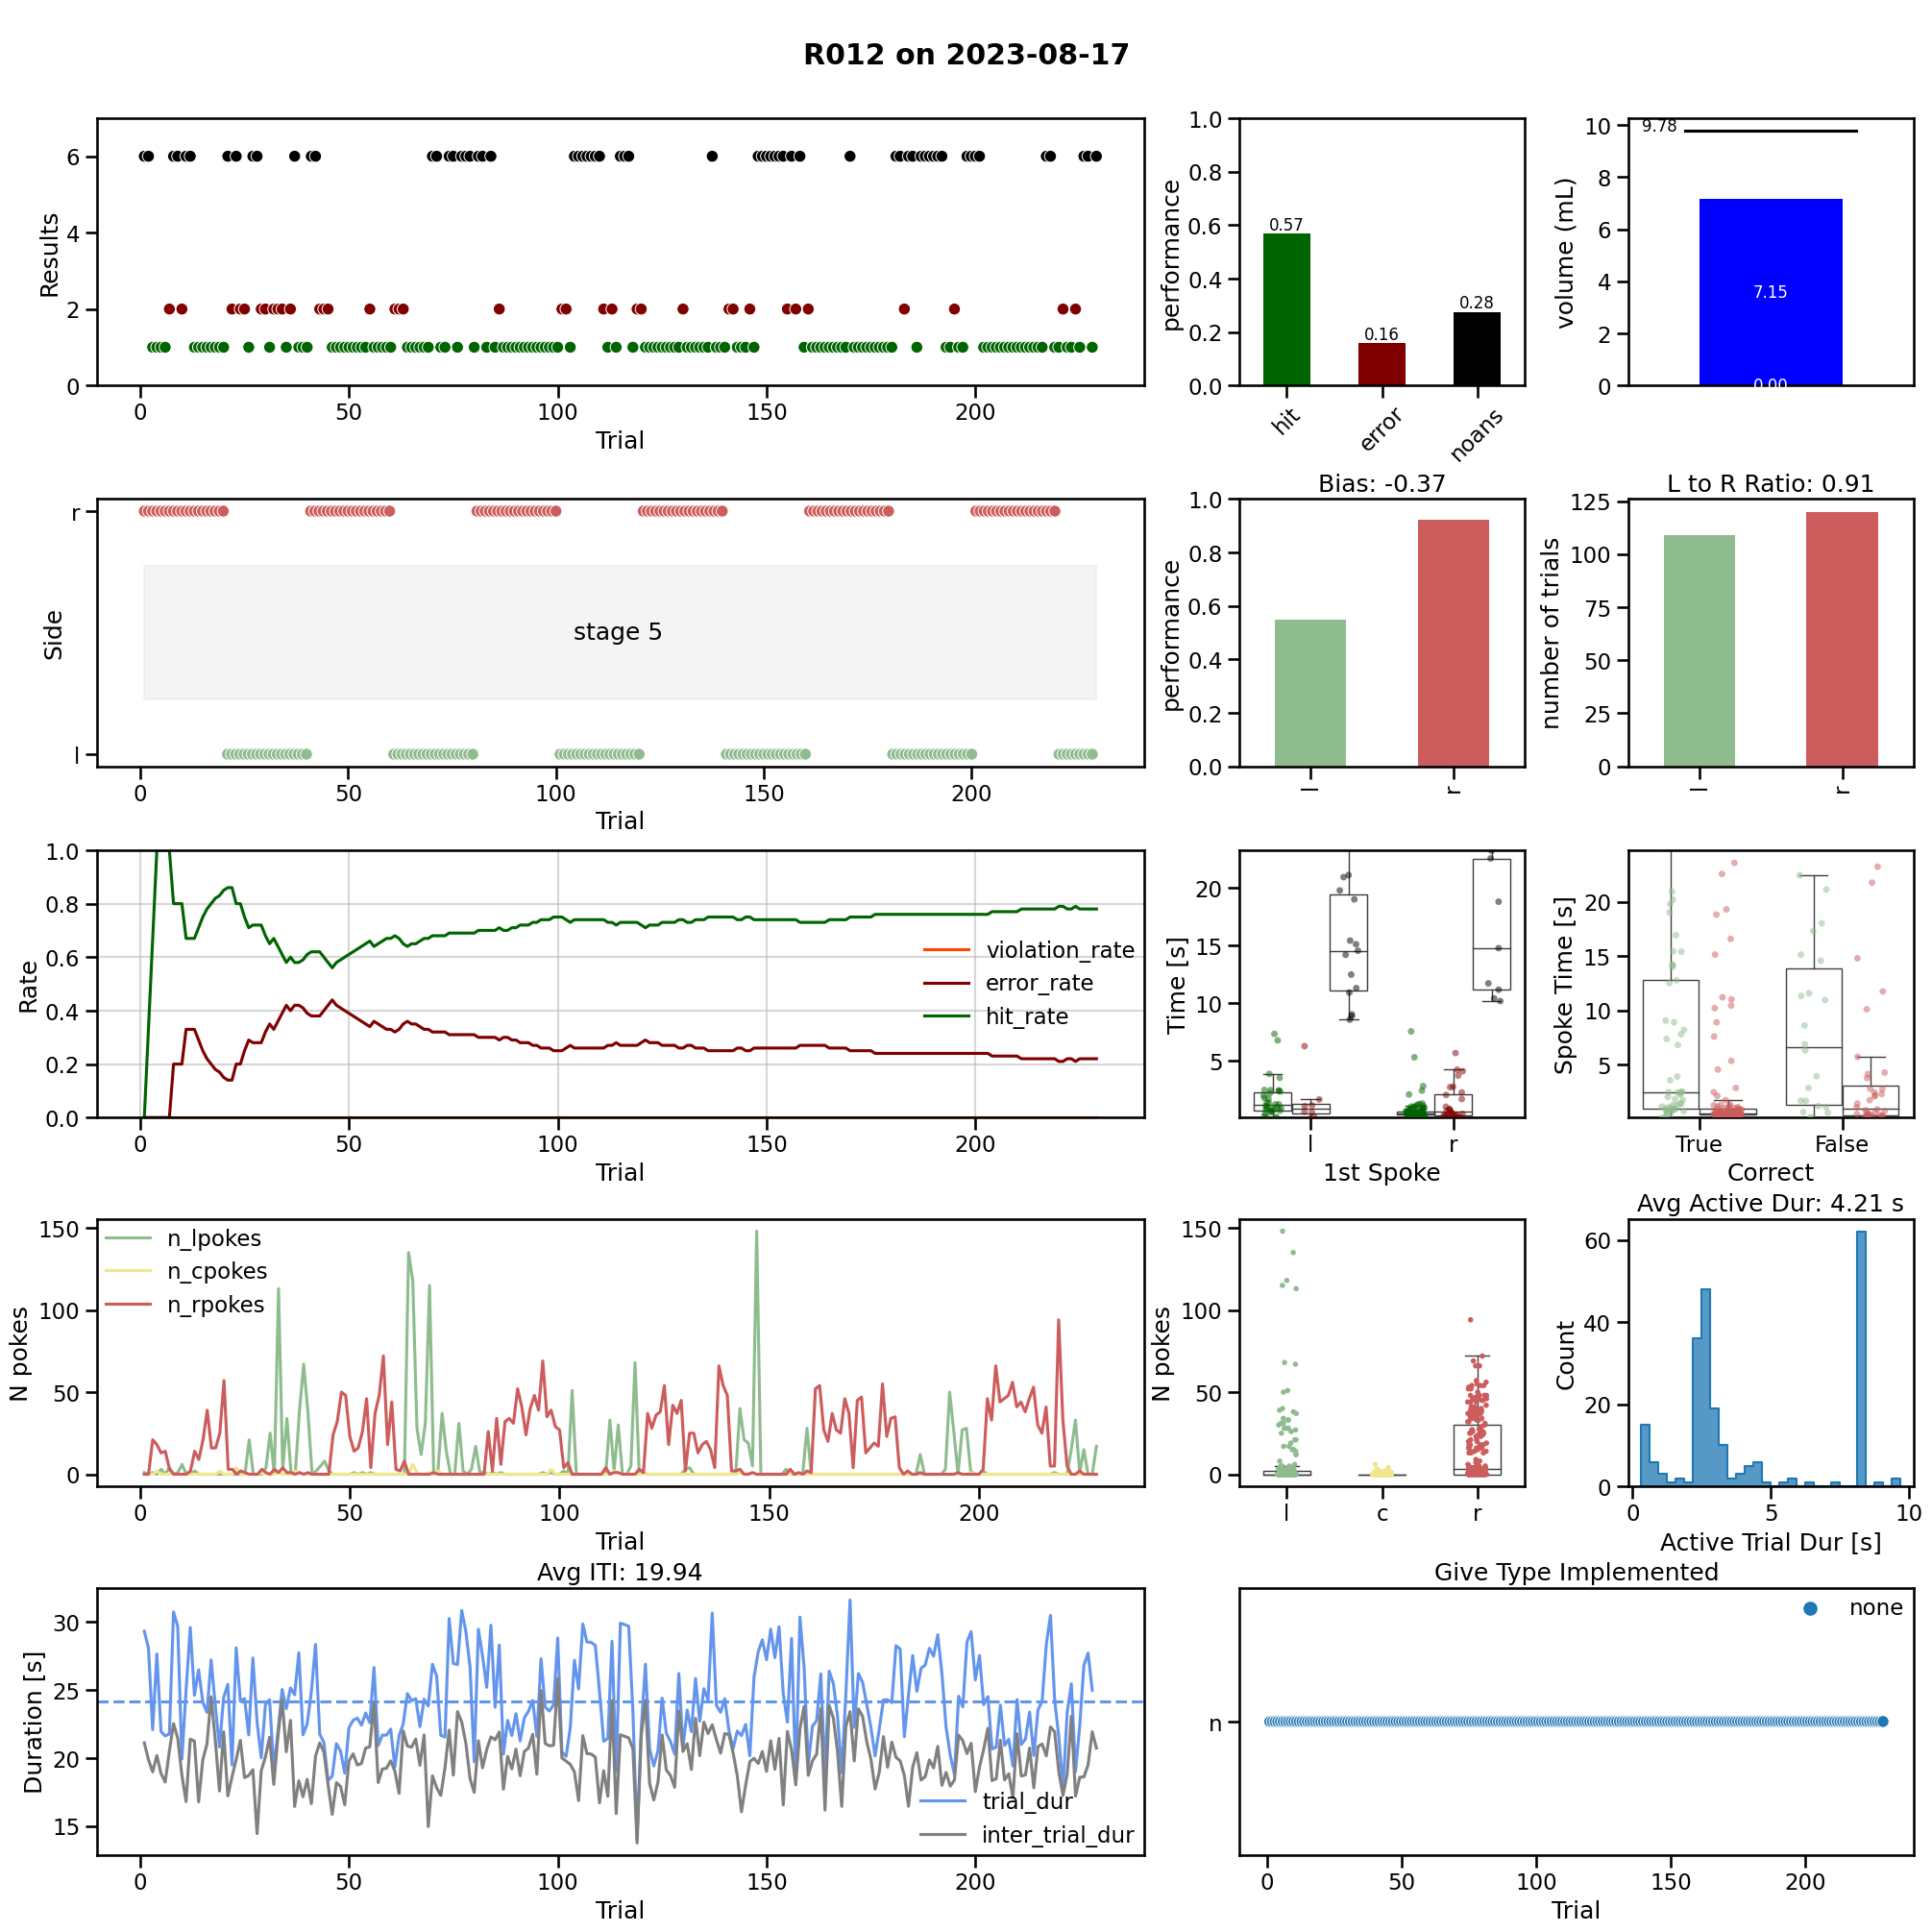 R012 on 2023-08-17
6
4
2
0
Results
0
50
100
150
200
Trial
1.0
0.8
0.6
0.4
0.2
0.0
performance
0.57
0.16
0.28
hit
error
noans
10
8
6
4
2
0
volume (mL)
9.78
7.15
0.00
r
l
Side
stage 5
0
50
100
150
200
Trial
Bias: -0.37
1.0
0.8
0.6
0.4
0.2
0.0
performance
l
r
L to R Ratio: 0.91
125
100
75
50
25
0
number of trials
l
r
1.0
0.8
0.6
0.4
0.2
0.0
Rate
violation_rate
error_rate
hit_rate
0
50
100
150
200
Trial
20
15
10
5
Time [s]
l
r
1st Spoke
20
15
10
5
Spoke Time [s]
True
False
Correct
150
100
50
0
N pokes
n_lpokes
n_cpokes
n_rpokes
0
50
100
150
200
Trial
150
100
50
0
N pokes
l
c
r
Avg Active Dur: 4.21 s
60
40
20
0
Count
0
5
10
Active Trial Dur [s]
Avg ITI: 19.94
30
25
20
15
Duration [s]
trial_dur
inter_trial_dur
0
50
100
150
200
Trial
Give Type Implemented
none
n
0
50
100
150
200
Trial